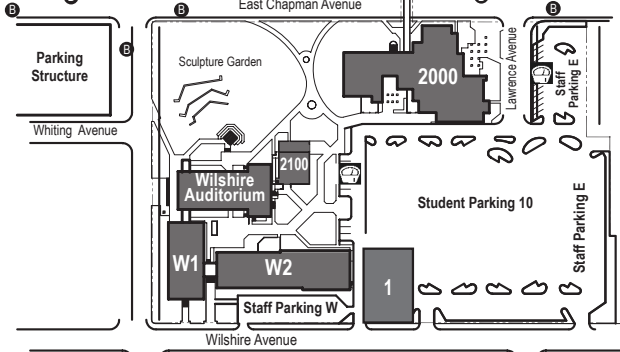 East Chapman Avenue
B
B
B
B
Parking
Structure
Sculpture Garden
2000
Lawrence Avenue
Staff
Parking E
Whiting Avenue
2100
Wilshire
Auditorium
Student Parking 10
Staff Parking E
W1
W2
1
Staff Parking W
Wilshire Avenue